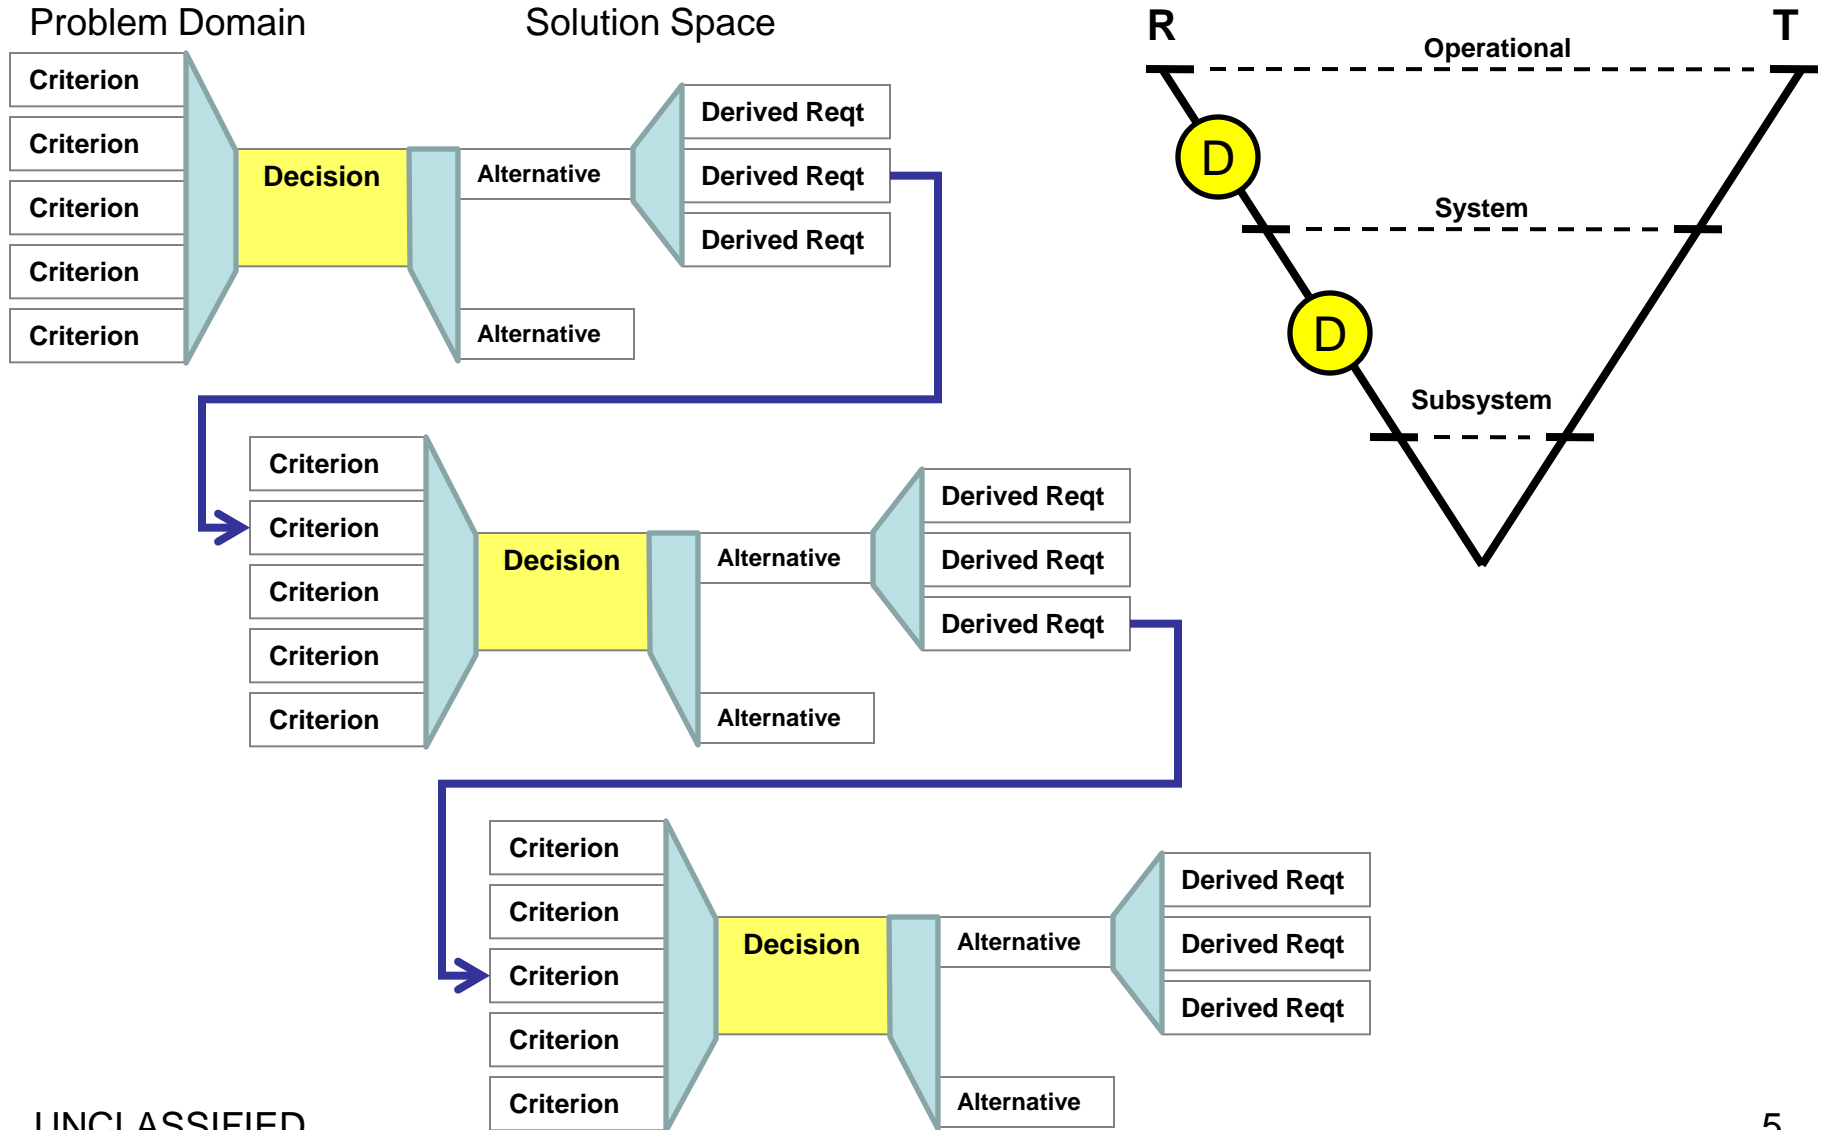 Problem Domain
Solution Space
Criterion
Criterion
Criterion
Criterion
Criterion
Decision
Alternative
Alternative
Derived Reqt
Derived Reqt
Derived Reqt
R
T
Operational
D
System
D
Subsystem
Criterion
Criterion
Criterion
Criterion
Criterion
Decision
Alternative
Alternative
Derived Reqt
Derived Reqt
Derived Reqt
Criterion
Criterion
Criterion
Criterion
Criterion
Decision
Alternative
Alternative
Derived Reqt
Derived Reqt
Derived Reqt
UNCLASSIFIED
5